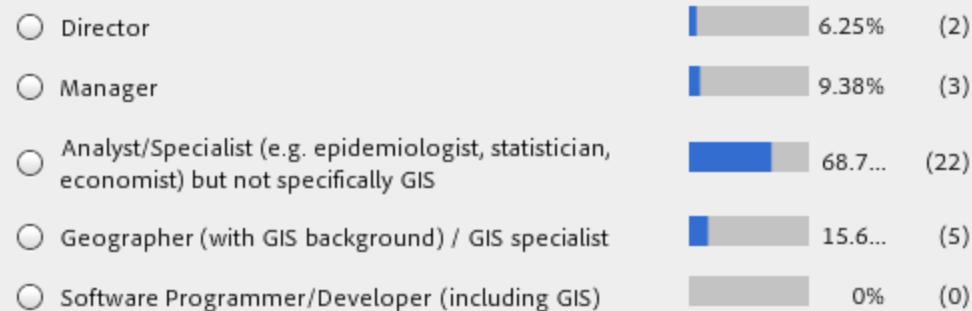 Director 6.25% (2)
Manager 9.38% (3)
Analyst/Specialist (e.g. epidemiologist, statistician,
economist) but not specifically GIS 68.7... (22)
Geographer (with GIS background) / GIS specialist 15.6... (5)
Software Programmer/Developer (including GIS) 0% (0)